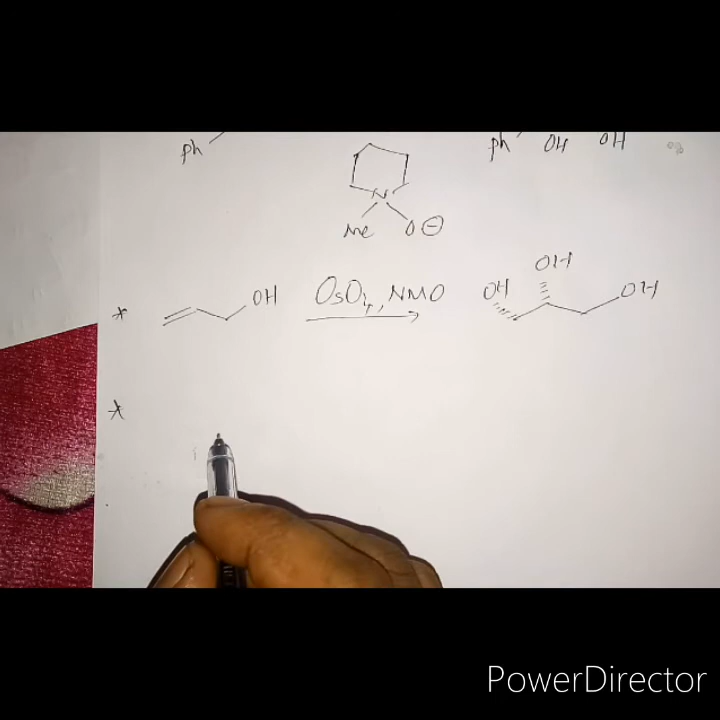 ph ph OH OH
N
Me O⊖
OH OH
* OH OsO4, NMO OH
*
PowerDirector